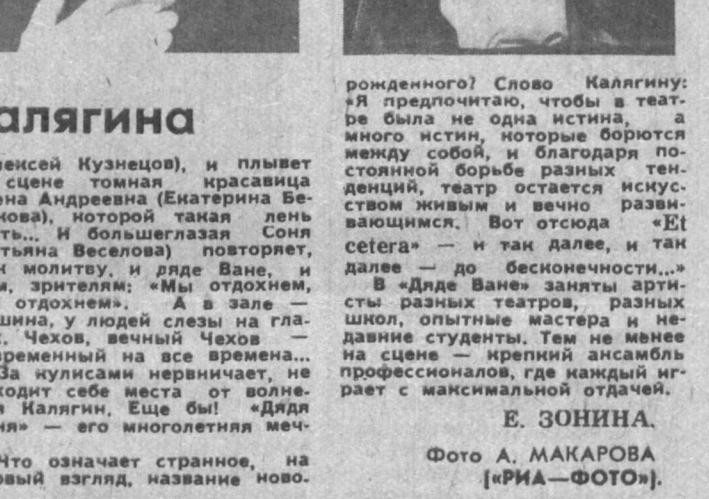 алягина
лексей Кузнецов), и плывет
сцене томная красавица
ена Андреевна (Екатерина Бе-
кова), которой такая лень
ть... И большеглазая Соня
тьяна Веселова) повторяет,
к молитву, и дяде Ване, и
м, зрителям: «Мы отдохнем,
отдохнем». А в зале —
шина, у людей слезы на гла-
х. Чехов, вечный Чехов —
временный на все времена...
За кулисами нервничает, не
ходит себе места от волне-
я Калягин. Еще бы! «Дядя
ня» — его многолетняя меч-
Что означает странное, на
рвый взгляд, название ново-
рожденного? Слово Калягину:
«Я предпочитаю, чтобы в теат-
ре была не одна истина, а
много истин, которые борются
между собой, и благодаря по-
стоянной борьбе разных тен-
денций, театр остается искус-
ством живым и вечно разви-
вающимся. Вот отсюда «Et
cetera» — и так далее, и так
далее — до бесконечности...»
В «Дяде Ване» заняты арти-
сты разных театров, разных
школ, опытные мастера и не-
давние студенты. Тем не менее
на сцене — крепкий ансамбль
профессионалов, где каждый иг-
рает с максимальной отдачей.
Е. ЗОНИНА.
Фото А. МАКАРОВА
(«РИА—ФОТО»).